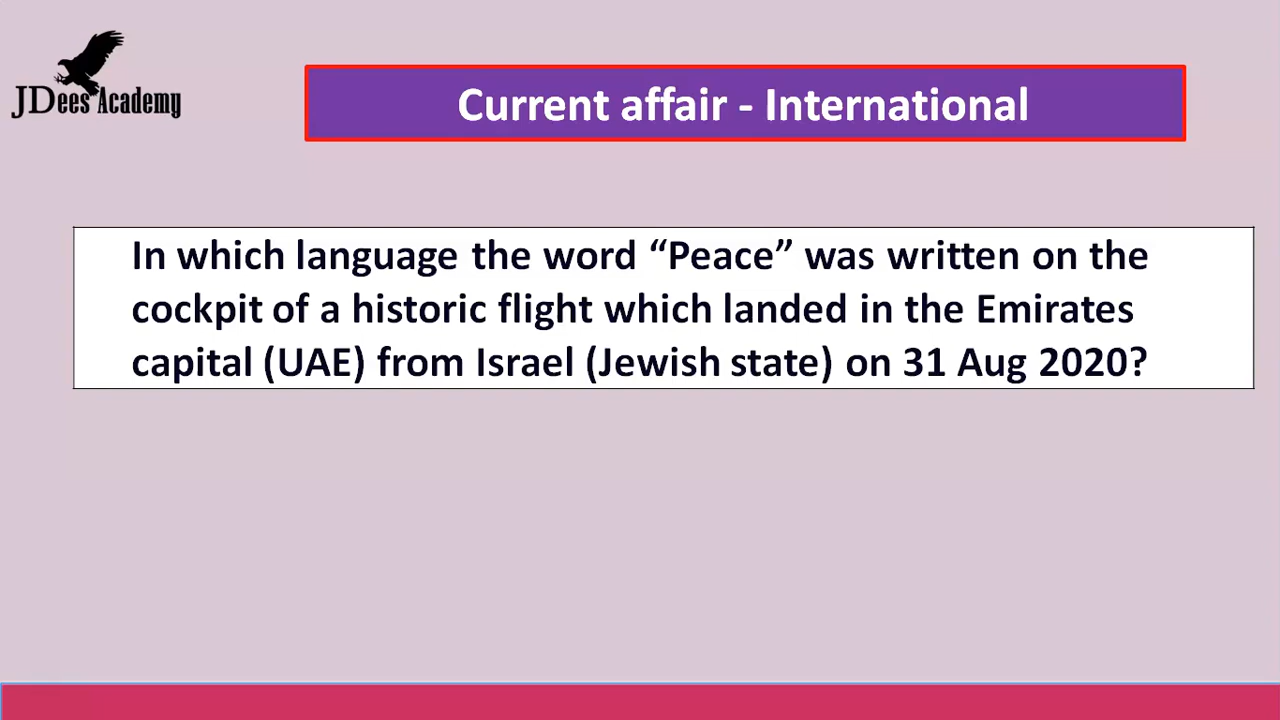 JDees Academy
Current affair - International
In which language the word “Peace” was written on the
cockpit of a historic flight which landed in the Emirates
capital (UAE) from Israel (Jewish state) on 31 Aug 2020?